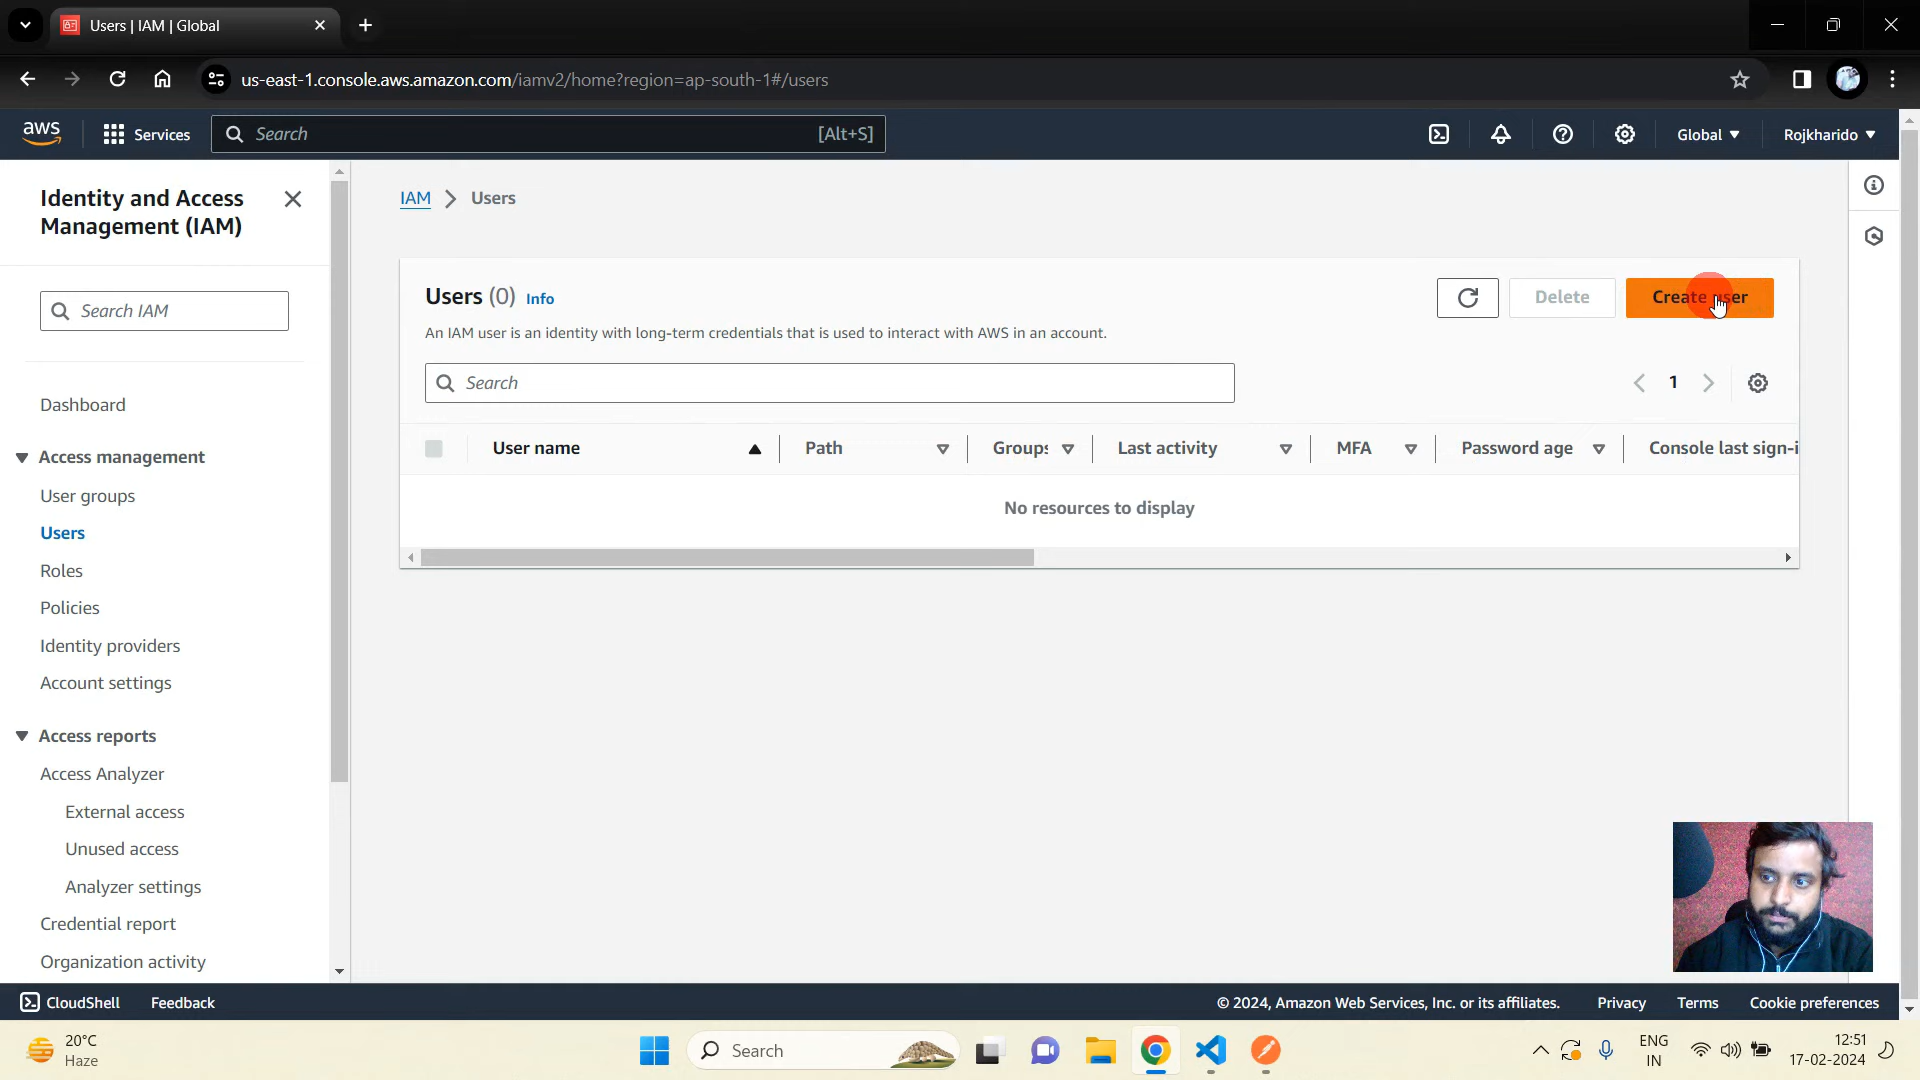 Users | IAM | Global
us-east-1.console.aws.amazon.com/iamv2/home?region=ap-south-1#/users
aws
Services
Search
[Alt+S]
Global
Rojkharido
Identity and Access
Management (IAM)
Search IAM
Dashboard
Access management
User groups
Users
Roles
Policies
Identity providers
Account settings
Access reports
Access Analyzer
External access
Unused access
Analyzer settings
Credential report
Organization activity
IAM
Users
Users (0) Info
Delete
Create user
An IAM user is an identity with long-term credentials that is used to interact with AWS in an account.
Search
1
User name
Path
Groups
Last activity
MFA
Password age
Console last sign-i
No resources to display
CloudShell
Feedback
© 2024, Amazon Web Services, Inc. or its affiliates.
Privacy
Terms
Cookie preferences
20°C
Haze
Search
ENG
IN
12:51
17-02-2024